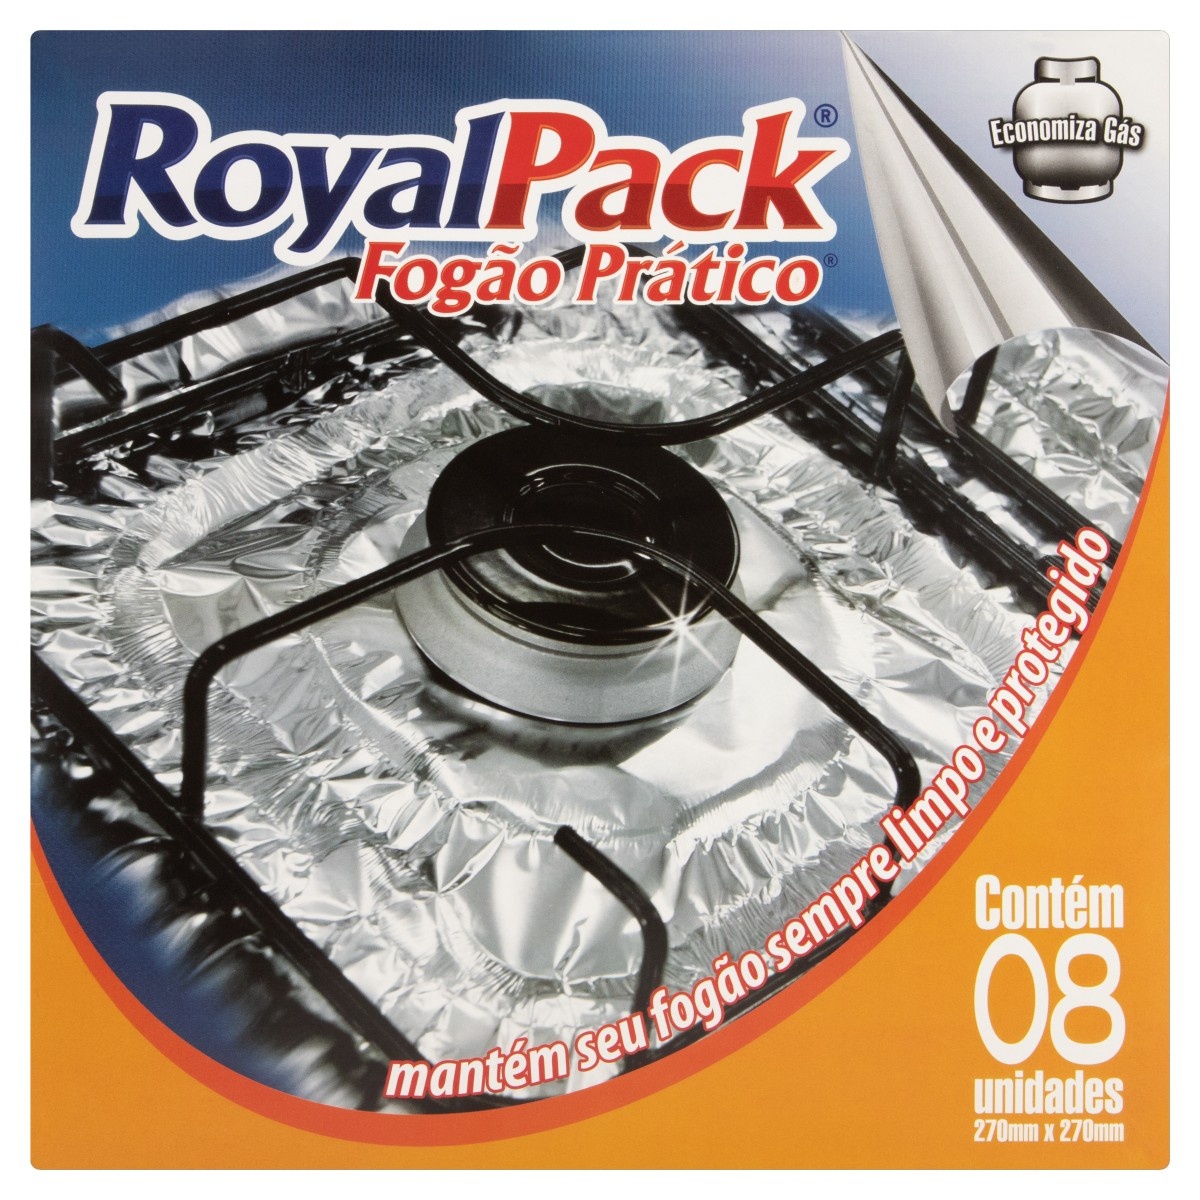 RoyalPack®
Fogão Prático®
Economiza Gás
mantém seu fogão sempre limpo e protegido
Contém
08
unidades
270mm x 270mm